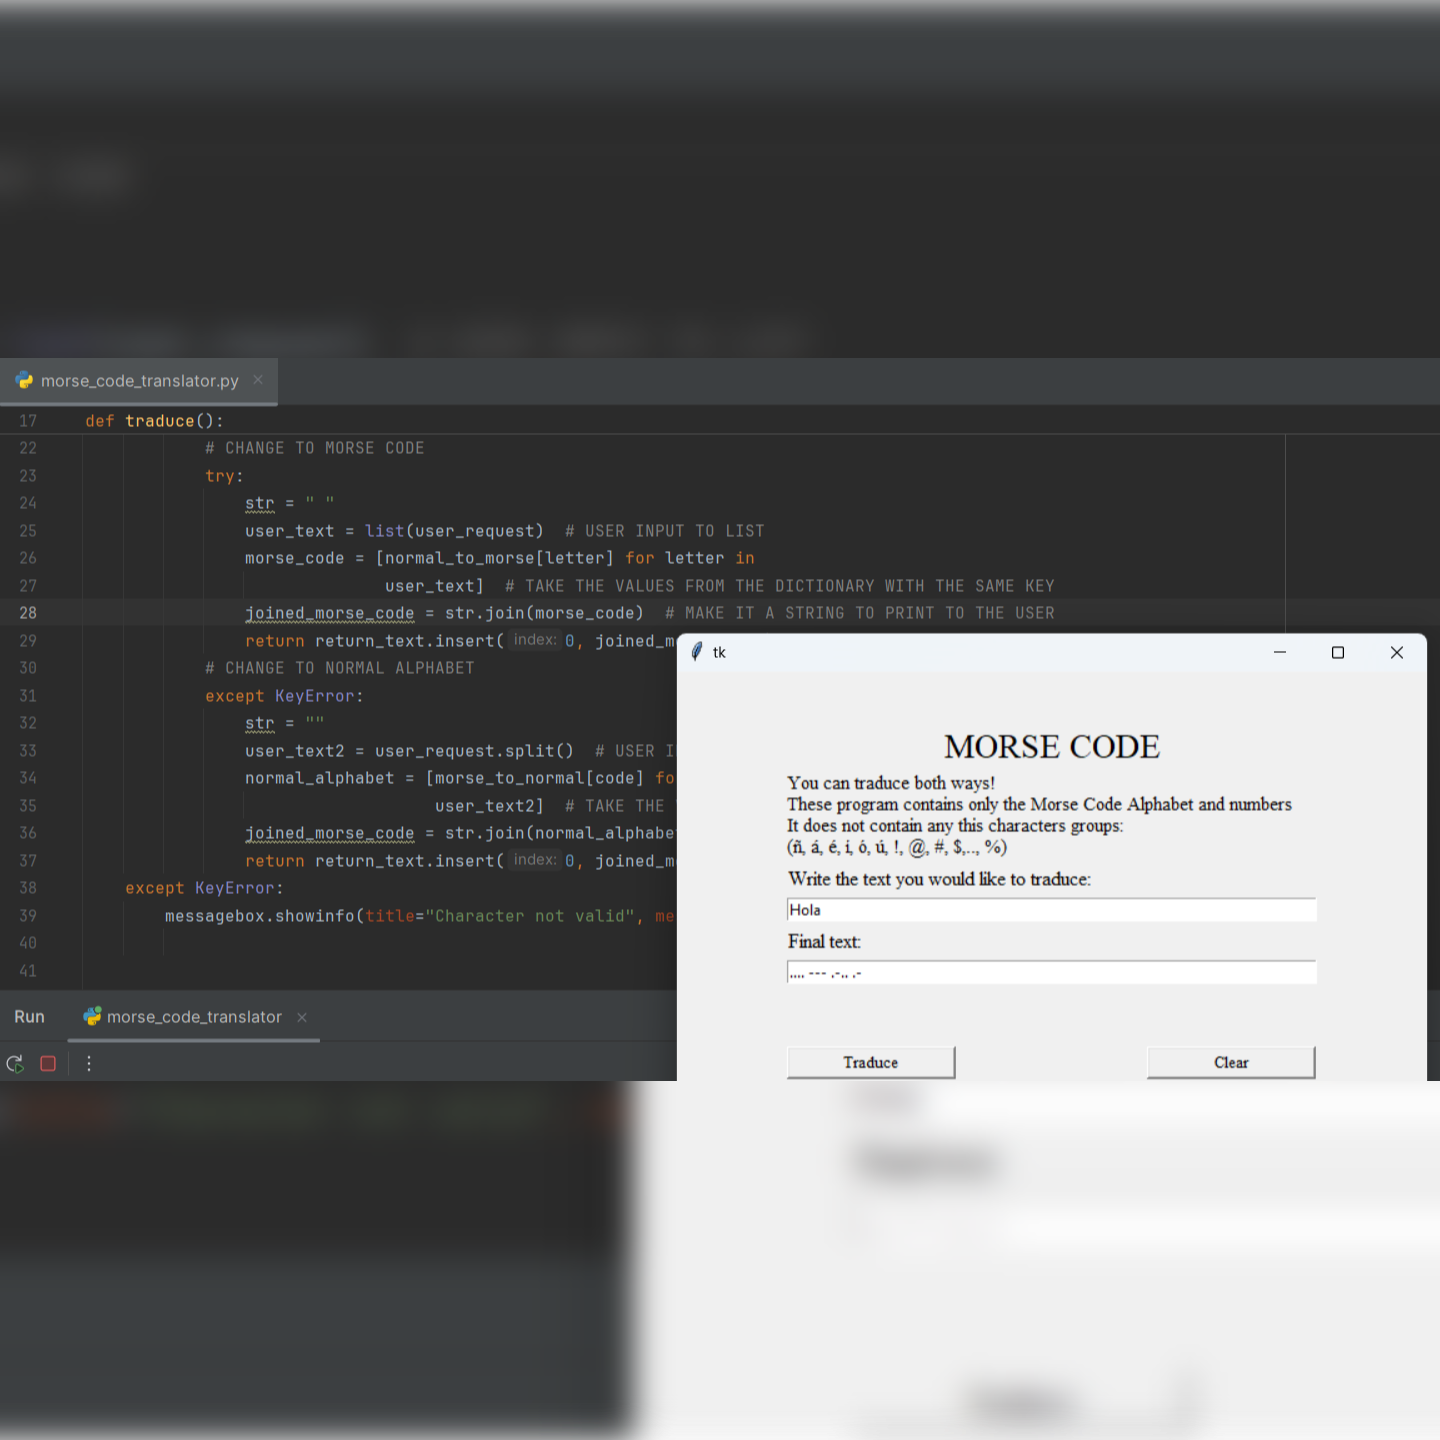 morse_code_translator.py
17 def traduce():
22 # CHANGE TO MORSE CODE
23 try:
24 str = " "
25 user_text = list(user_request)  # USER INPUT TO LIST
26 morse_code = [normal_to_morse[letter] for letter in
27 user_text]  # TAKE THE VALUES FROM THE DICTIONARY WITH THE SAME KEY
28 joined_morse_code = str.join(morse_code)  # MAKE IT A STRING TO PRINT TO THE USER
29 return return_text.insert( index: 0, joined_m
30 # CHANGE TO NORMAL ALPHABET
31 except KeyError:
32 str = ""
33 user_text2 = user_request.split()  # USER I
34 normal_alphabet = [morse_to_normal[code] fo
35 user_text2]  # TAKE THE
36 joined_morse_code = str.join(normal_alphabe
37 return return_text.insert( index: 0, joined_m
38 except KeyError:
39 messagebox.showinfo(title="Character not valid", me
40
41
Run morse_code_translator
tk
MORSE CODE
You can traduce both ways!
These program contains only the Morse Code Alphabet and numbers
It does not contain any this characters groups:
(ñ, á, é, í, ó, ú, !, @, #, $,.., %)
Write the text you would like to traduce:
Hola
Final text:
.... --- .-.. .-
Traduce Clear